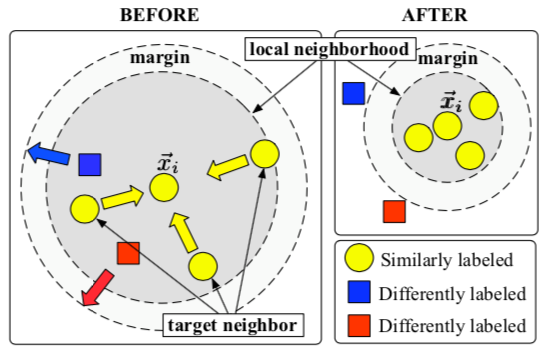 BEFORE
AFTER
local neighborhood
margin
margin
x⃗i
x⃗i
target neighbor
Similarly labeled
Differently labeled
Differently labeled